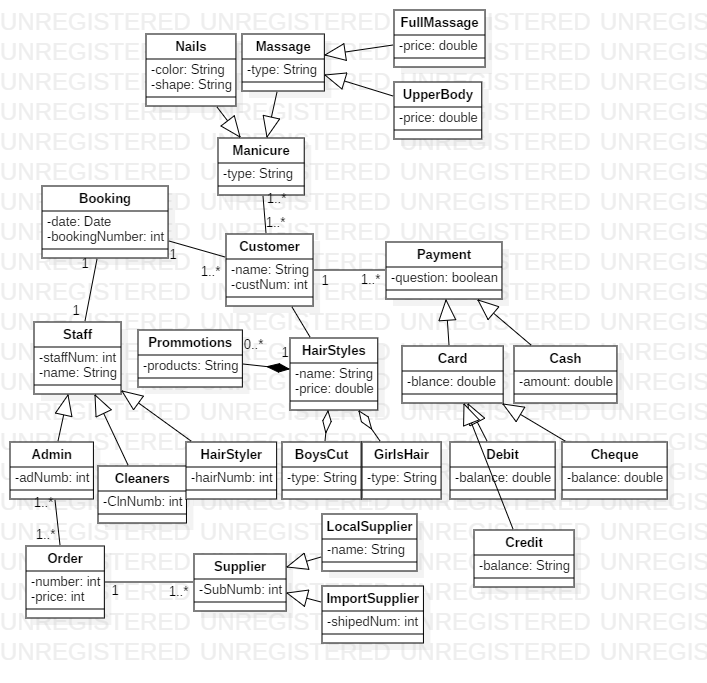 FullMassage
-price: double
Nails
-color: String
-shape: String
Massage
-type: String
UpperBody
-price: double
Manicure
-type: String
1..*
1..*
Booking
-date: Date
-bookingNumber: int
1
1
1..*
Customer
-name: String
-custNum: int
1
1..*
Payment
-question: boolean
1
Staff
-staffNum: int
-name: String
Prommotions
-products: String
0..*
1
HairStyles
-name: String
-price: double
Card
-blance: double
Cash
-amount: double
Admin
-adNumb: int
Cleaners
-ClnNumb: int
HairStyler
-hairNumb: int
BoysCut
-type: String
GirlsHair
-type: String
Debit
-balance: double
Cheque
-balance: double
1..*
1..*
Order
-number: int
-price: int
1
1..*
Supplier
-SubNumb: int
LocalSupplier
-name: String
ImportSupplier
-shipedNum: int
Credit
-balance: String
UNREGISTERED